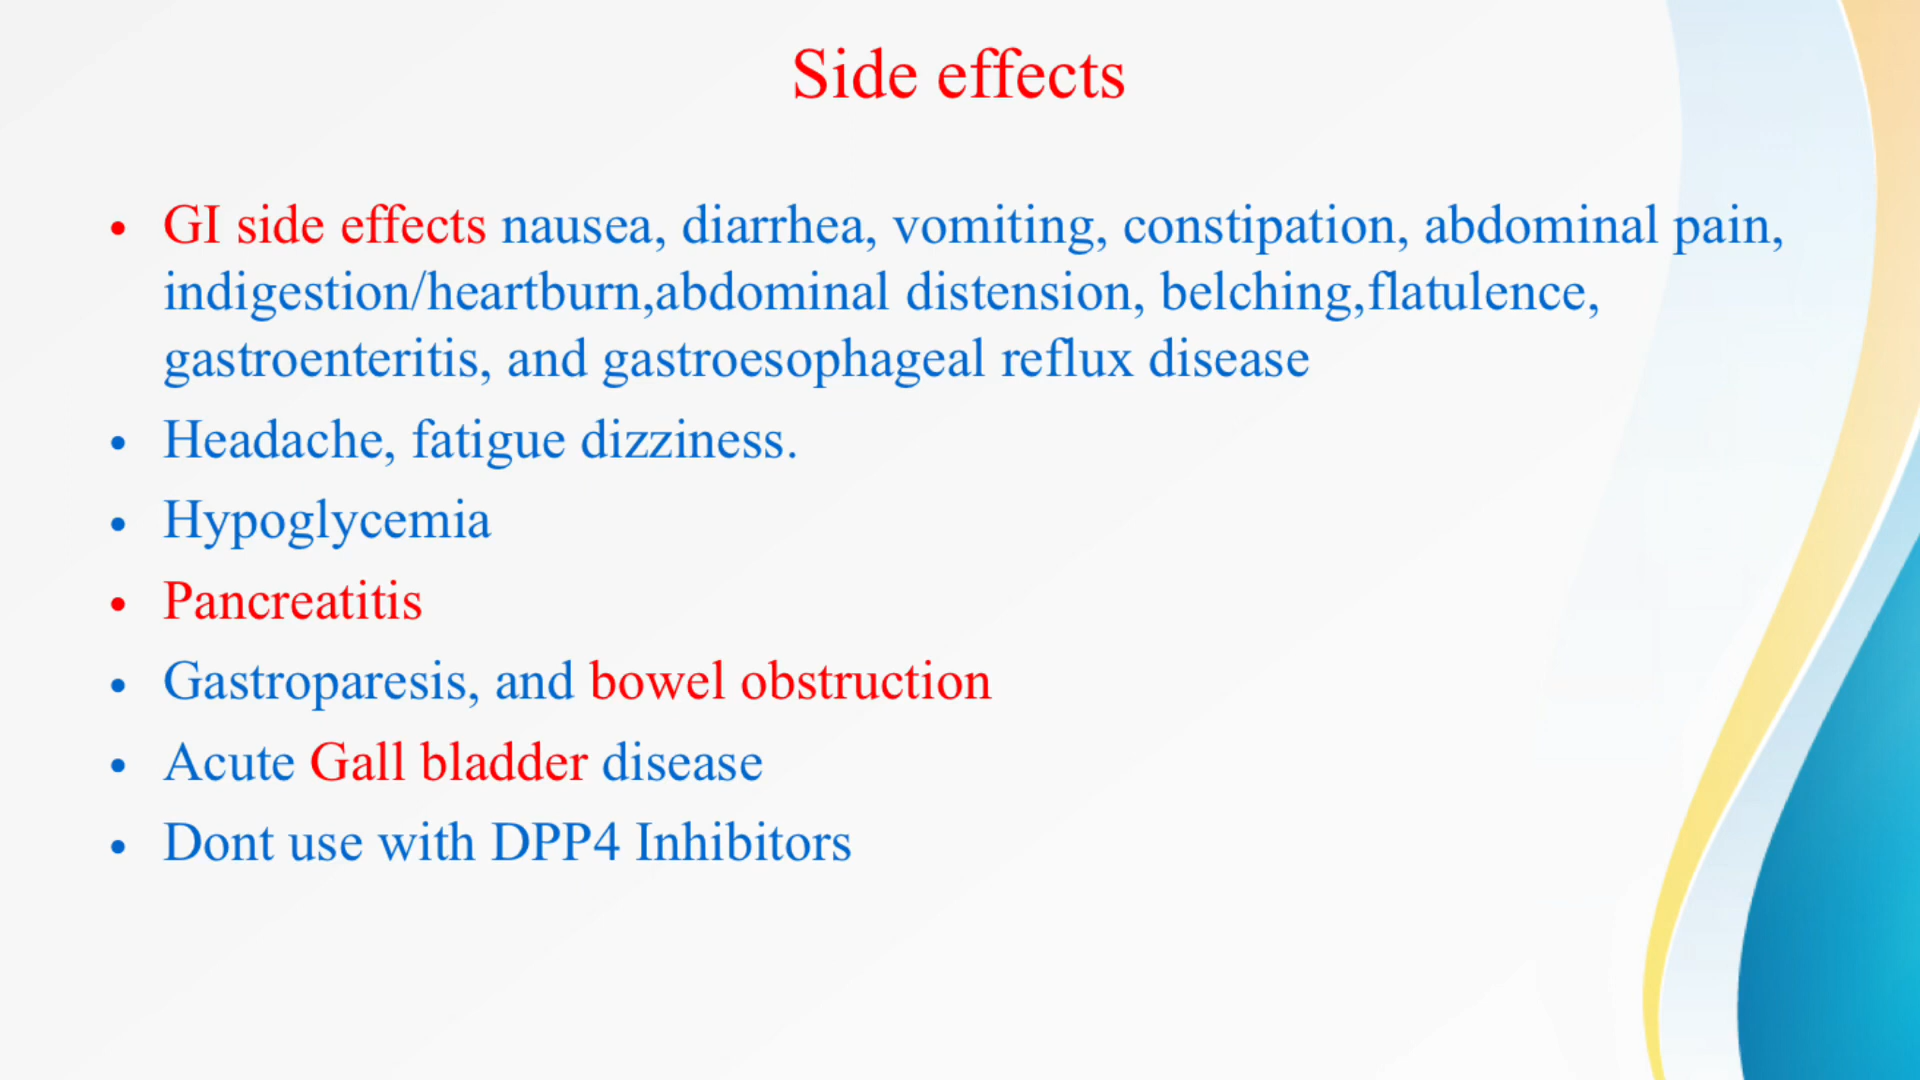 Side effects
• GI side effects nausea, diarrhea, vomiting, constipation, abdominal pain,
indigestion/heartburn,abdominal distension, belching,flatulence,
gastroenteritis, and gastroesophageal reflux disease
• Headache, fatigue dizziness.
• Hypoglycemia
• Pancreatitis
• Gastroparesis, and bowel obstruction
• Acute Gall bladder disease
• Dont use with DPP4 Inhibitors